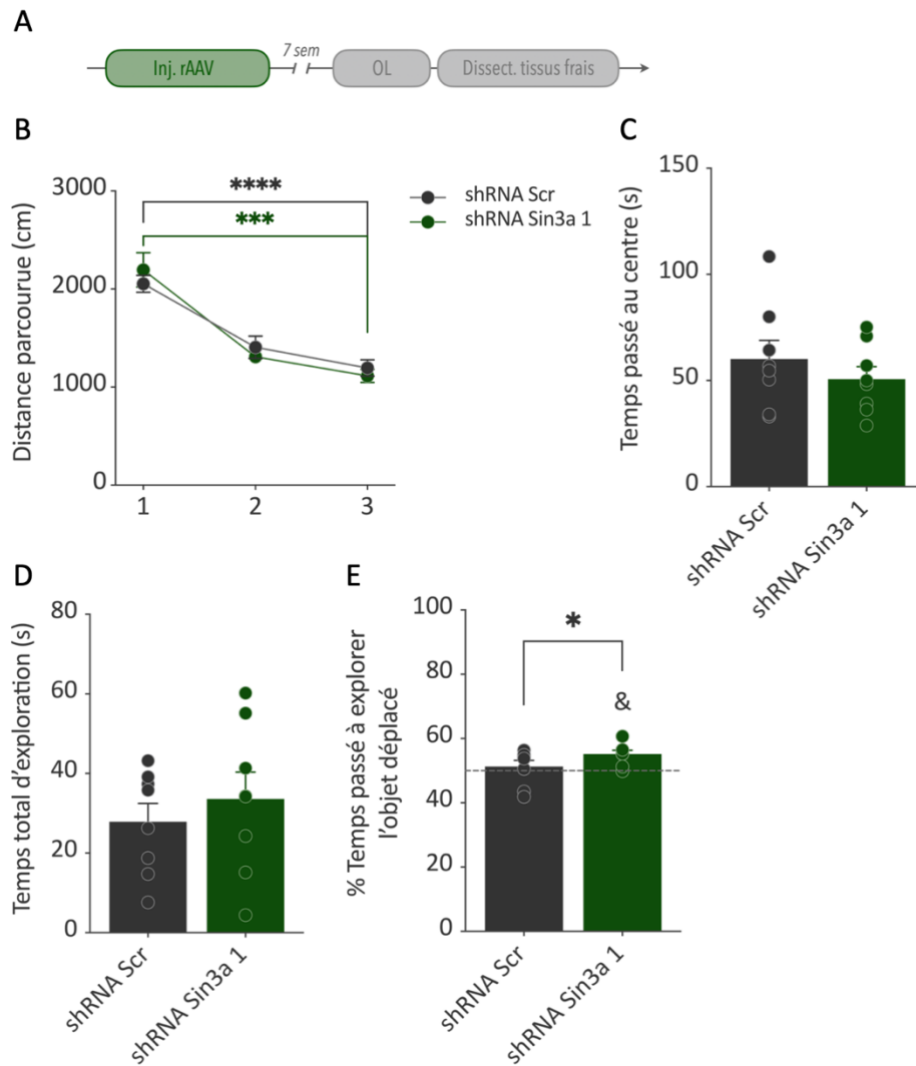 A
Inj. rAAV
7 sem
OL
Dissect. tissus frais
B
Distance parcourue (cm)
3000
2000
1000
0
1
2
3
****
***
shRNA Scr
shRNA Sin3a 1
C
Temps passé au centre (s)
150
100
50
0
shRNA Scr
shRNA Sin3a 1
D
Temps total d'exploration (s)
80
60
40
20
0
shRNA Scr
shRNA Sin3a 1
E
% Temps passé à explorer
l'objet déplacé
100
80
60
40
20
0
*
&
shRNA Scr
shRNA Sin3a 1